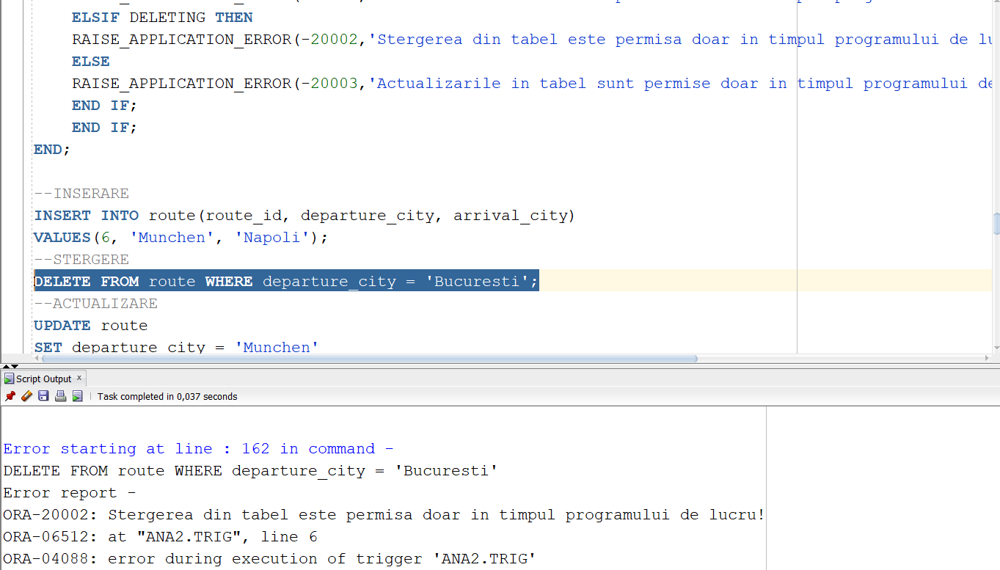 ELSIF DELETING THEN
RAISE_APPLICATION_ERROR(-20002,'Stergerea din tabel este permisa doar in timpul programului de
ELSE
RAISE_APPLICATION_ERROR(-20003,'Actualizarile in tabel sunt permise doar in timpul programului
END IF;
END IF;
END;
--INSERARE
INSERT INTO route(route_id, departure_city, arrival_city)
VALUES(6, 'Munchen', 'Napoli');
--STERGERE
DELETE FROM route WHERE departure_city = 'Bucuresti';
--ACTUALIZARE
UPDATE route
SET departure_city = 'Munchen'
Script Output ×
Task completed in 0,037 seconds
Error starting at line : 162 in command -
DELETE FROM route WHERE departure_city = 'Bucuresti'
Error report -
ORA-20002: Stergerea din tabel este permisa doar in timpul programului de lucru!
ORA-06512: at "ANA2.TRIG", line 6
ORA-04088: error during execution of trigger 'ANA2.TRIG'